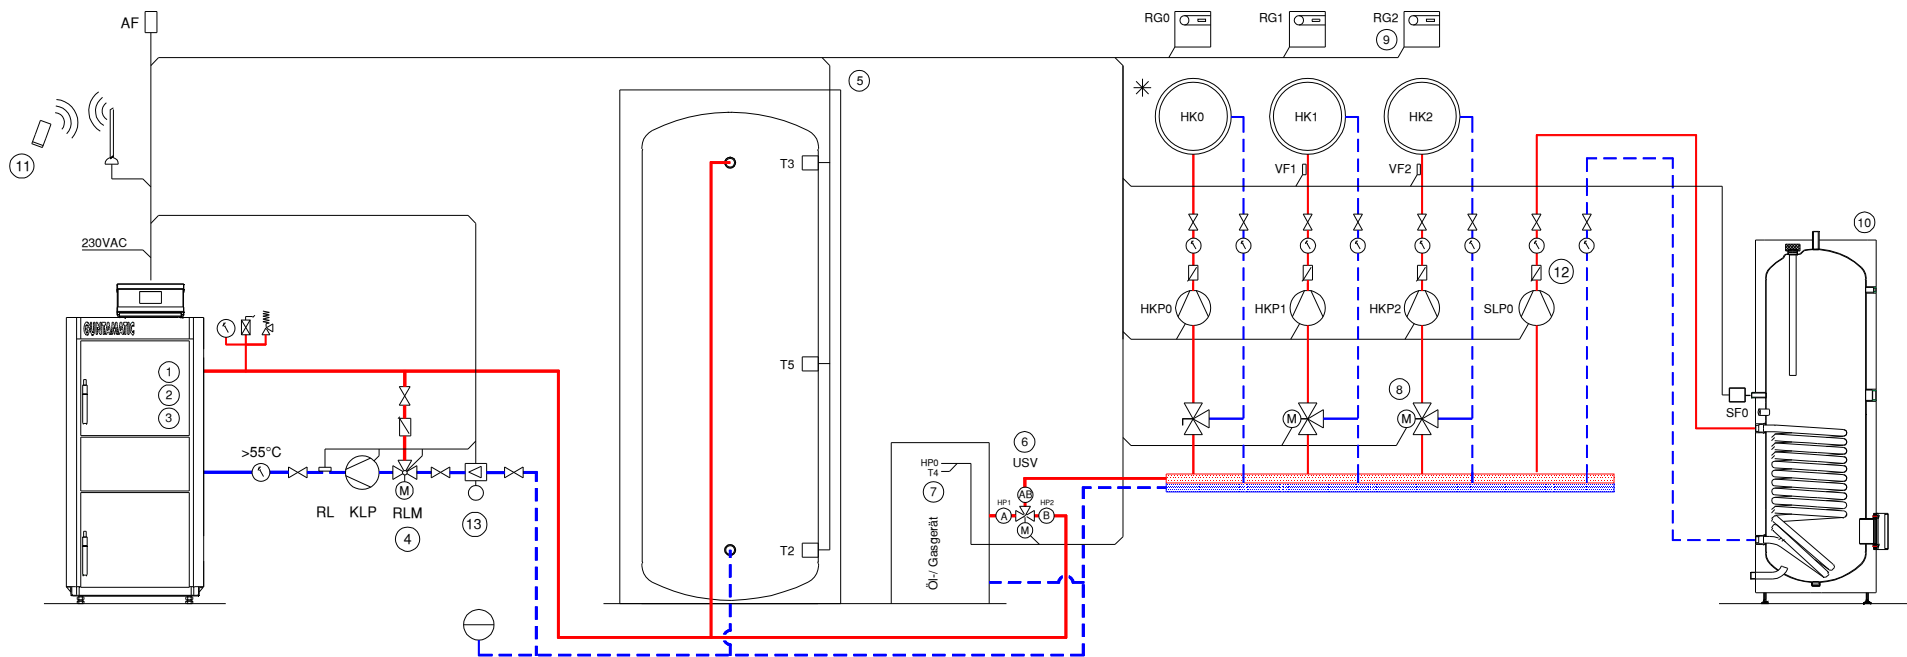 AF
RG0
RG1
RG2
9
5
11
HK0
HK1
HK2
T3
VF1
VF2
10
230VAC
12
HKP0
HKP1
HKP2
SLP0
GUNTAMATIC
1
2
3
T5
8
M
M
SF0
>55°C
6
USV
HP0
T4
7
AB
HP1
HP2
A
B
M
M
RL
KLP
RLM
13
4
T2
Öl-/ Gasgerät